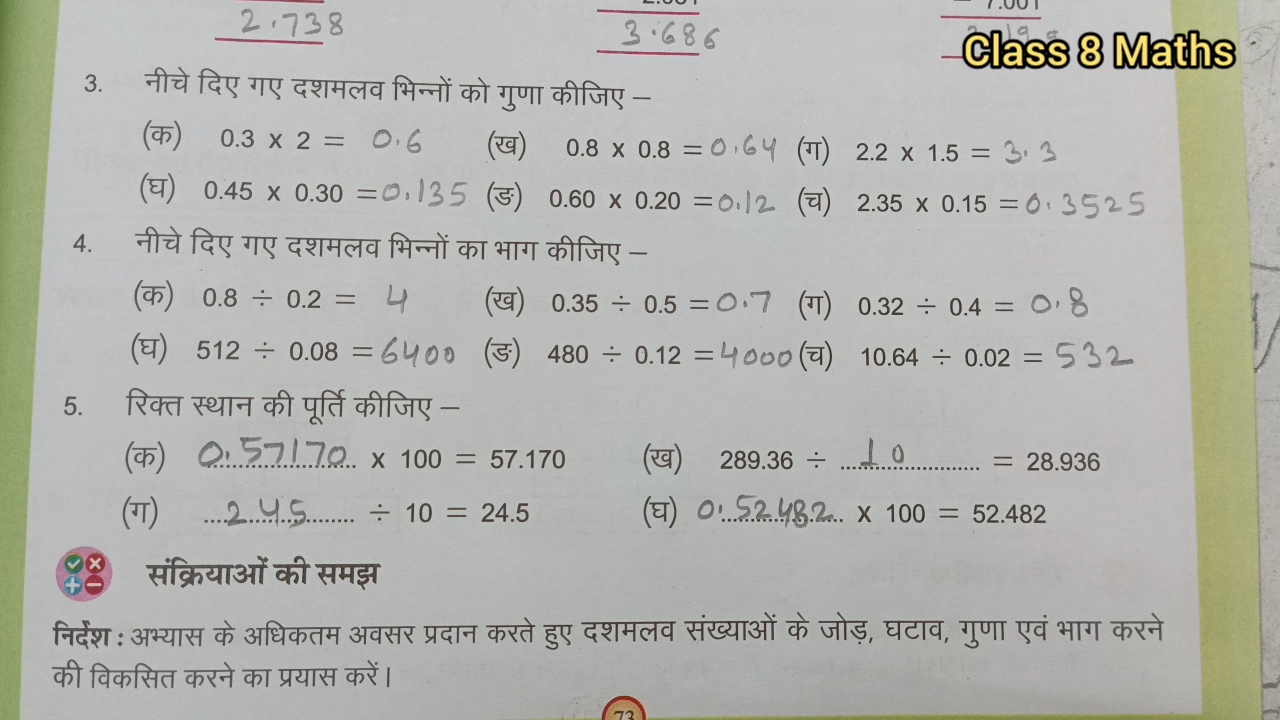 2.738 3.686
Class 8 Maths
3. नीचे दिए गए दशमलव भिन्नों को गुणा कीजिए –
(क) 0.3 x 2 = 0.6 (ख) 0.8 x 0.8 = 0.64 (ग) 2.2 x 1.5 = 3.3
(घ) 0.45 x 0.30 = 0.135 (ङ) 0.60 x 0.20 = 0.12 (च) 2.35 x 0.15 = 0.3525
4. नीचे दिए गए दशमलव भिन्नों का भाग कीजिए –
(क) 0.8 ÷ 0.2 = 4 (ख) 0.35 ÷ 0.5 = 0.7 (ग) 0.32 ÷ 0.4 = 0.8
(घ) 512 ÷ 0.08 = 6400 (ङ) 480 ÷ 0.12 = 4000 (च) 10.64 ÷ 0.02 = 532
5. रिक्त स्थान की पूर्ति कीजिए –
(क) 0.57170 x 100 = 57.170 (ख) 289.36 ÷ 10 = 28.936
(ग) 245 ÷ 10 = 24.5 (घ) 0.52482 x 100 = 52.482
संक्रियाओं की समझ
निर्देश : अभ्यास के अधिकतम अवसर प्रदान करते हुए दशमलव संख्याओं के जोड़, घटाव, गुणा एवं भाग करने
की विकसित करने का प्रयास करें।
73